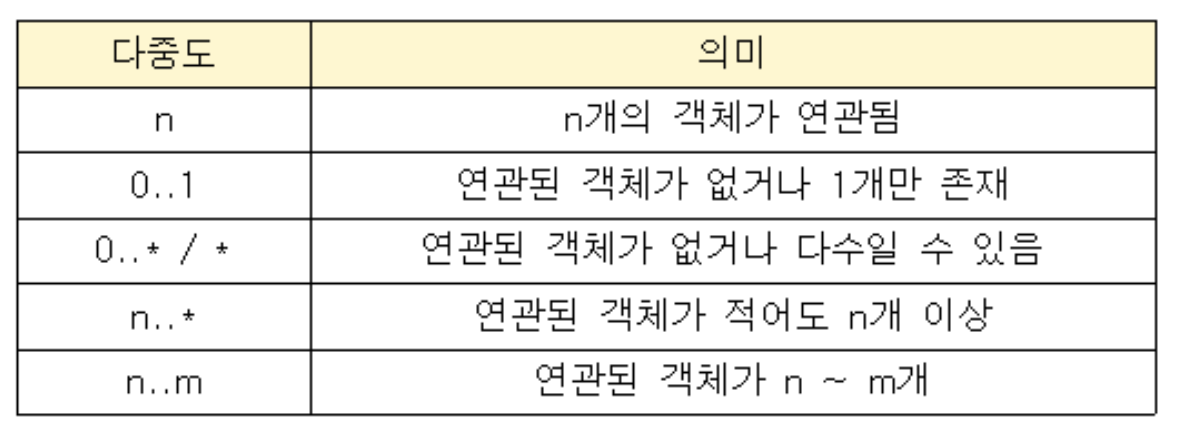 다중도 의미
n n개의 객체가 연관됨
0..1 연관된 객체가 없거나 1개만 존재
0..* / * 연관된 객체가 없거나 다수일 수 있음
n..* 연관된 객체가 적어도 n개 이상
n..m 연관된 객체가 n ~ m개